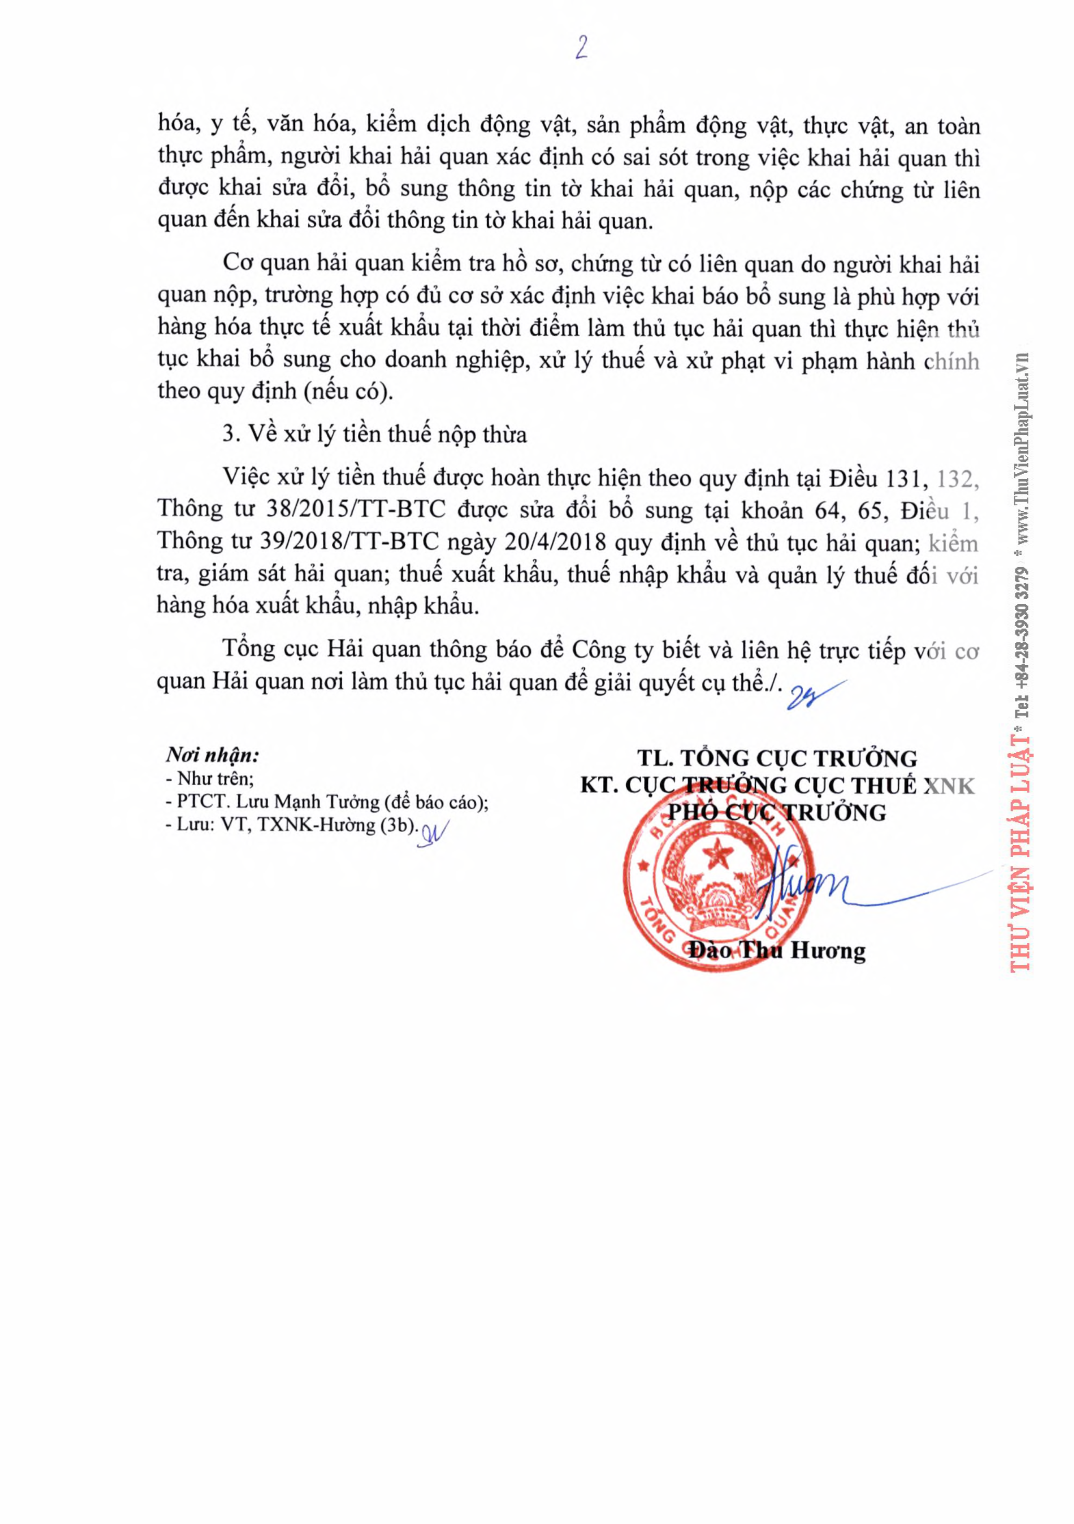 2
hóa, y tế, văn hóa, kiểm dịch động vật, sản phẩm động vật, thực vật, an toàn
thực phẩm, người khai hải quan xác định có sai sót trong việc khai hải quan thì
được khai sửa đổi, bổ sung thông tin tờ khai hải quan, nộp các chứng từ liên
quan đến khai sửa đổi thông tin tờ khai hải quan.
Cơ quan hải quan kiểm tra hồ sơ, chứng từ có liên quan do người khai hải
quan nộp, trường hợp có đủ cơ sở xác định việc khai báo bổ sung là phù hợp với
hàng hóa thực tế xuất khẩu tại thời điểm làm thủ tục hải quan thì thực hiện thủ
tục khai bổ sung cho doanh nghiệp, xử lý thuế và xử phạt vi phạm hành chính
theo quy định (nếu có).
3. Về xử lý tiền thuế nộp thừa
Việc xử lý tiền thuế được hoàn thực hiện theo quy định tại Điều 131, 132,
Thông tư 38/2015/TT-BTC được sửa đổi bổ sung tại khoản 64, 65, Điều 1,
Thông tư 39/2018/TT-BTC ngày 20/4/2018 quy định về thủ tục hải quan; kiểm
tra, giám sát hải quan; thuế xuất khẩu, thuế nhập khẩu và quản lý thuế đối với
hàng hóa xuất khẩu, nhập khẩu.
Tổng cục Hải quan thông báo để Công ty biết và liên hệ trực tiếp với cơ
quan Hải quan nơi làm thủ tục hải quan để giải quyết cụ thể./.
Nơi nhận:
- Như trên;
- PTCT. Lưu Mạnh Tưởng (để báo cáo);
- Lưu: VT, TXNK-Hường (3b).
TL. TỔNG CỤC TRƯỞNG
KT. CỤC TRƯỞNG CỤC THUẾ XNK
PHÓ CỤC TRƯỞNG
BỘ TÀI CHÍNH
TỔNG CỤC HẢI QUAN
Đào Thu Hương
THƯ VIỆN PHÁP LUẬT * Tel: +84-28-3930 3279 * www.ThuVienPhapLuat.vn